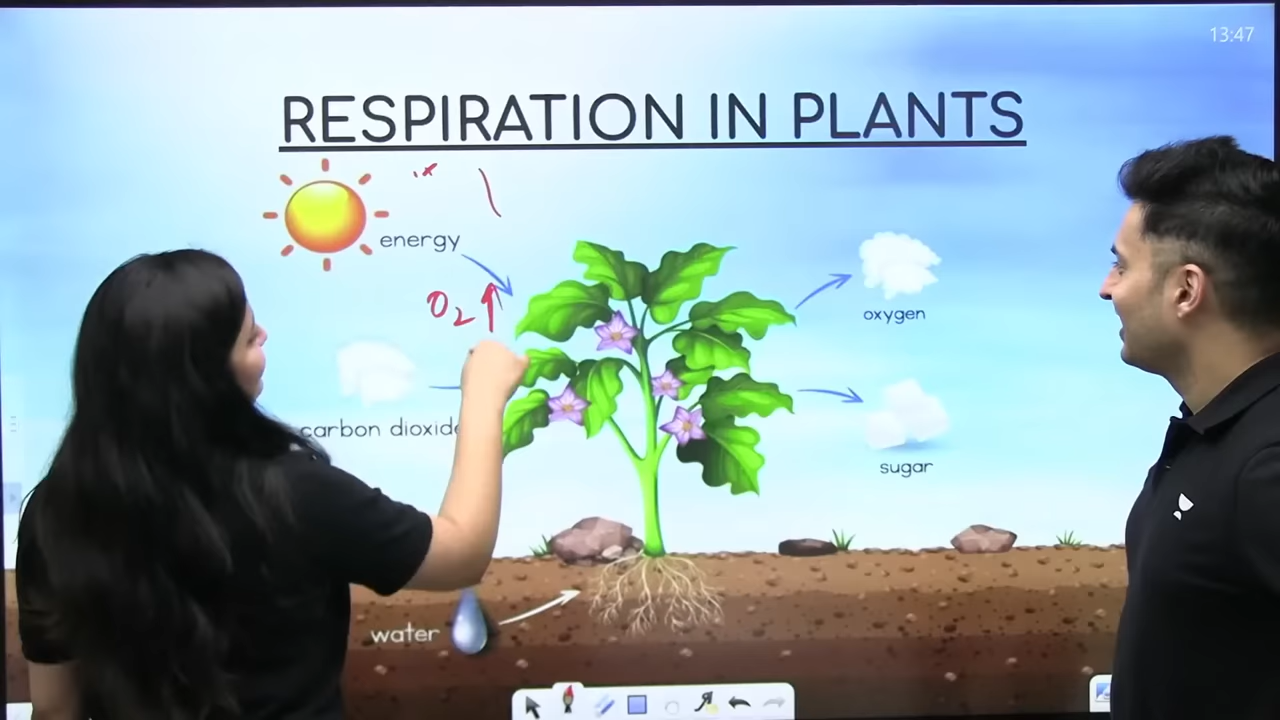 13:47
RESPIRATION IN PLANTS
energy
O₂↑
oxygen
carbon dioxide
sugar
water